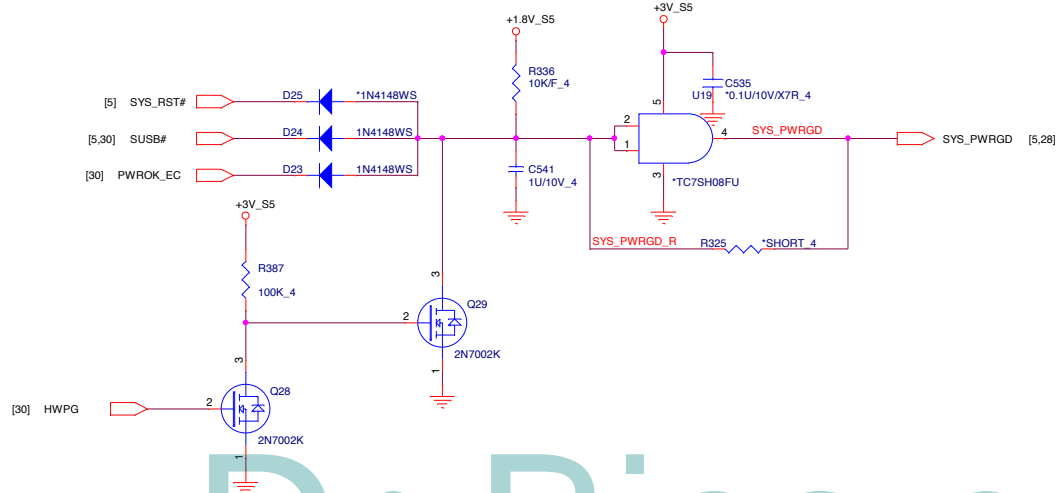 +3V_S5
+1.8V_S5
R336
10K/F_4
C535
U19 *0.1U/10V/X7R_4
5
[5] SYS_RST# D25 *1N4148WS
[5,30] SUSB# D24 1N4148WS
2
1
4
SYS_PWRGD
SYS_PWRGD [5,28]
[30] PWROK_EC D23 1N4148WS
C541
1U/10V_4
3
*TC7SH08FU
+3V_S5
SYS_PWRGD_R R325 *SHORT_4
R387
100K_4
3
Q29
2
2N7002K
1
3
Q28
[30] HWPG 2
2N7002K
1